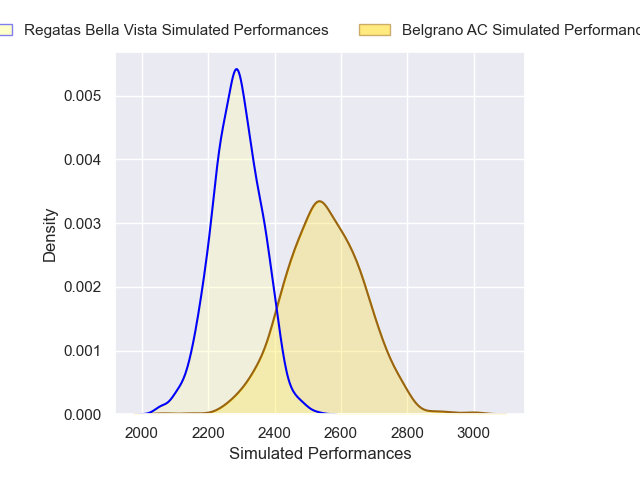 Regatas Bella Vista Simulated Performances
Belgrano AC Simulated
0.005
0.004
0.003
0.002
0.001
0.000
Density
2000 2200 2400 2600 2800 3000
Simulated Performances